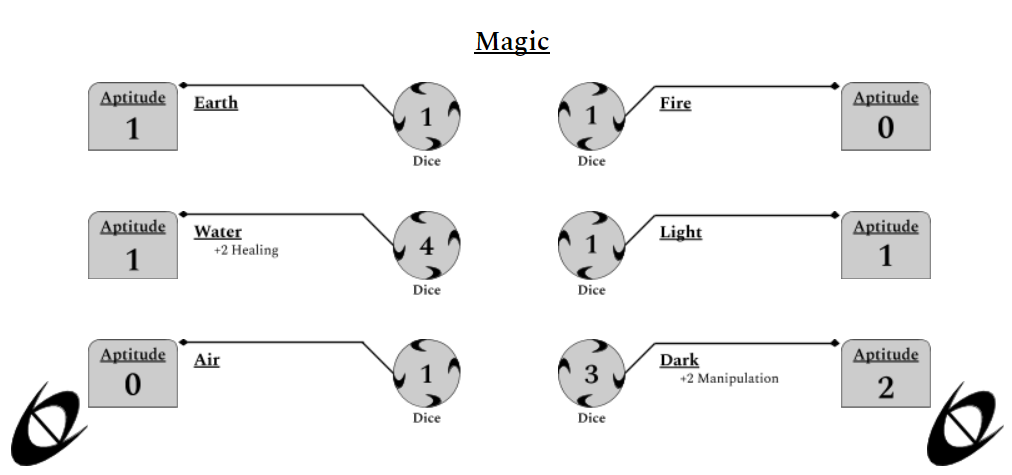 Magic
Aptitude
1
Earth
1
Dice
1
Dice
Fire
Aptitude
0
Aptitude
1
Water
+2 Healing
4
Dice
1
Dice
Light
Aptitude
1
Aptitude
0
Air
1
Dice
3
Dice
Dark
+2 Manipulation
Aptitude
2